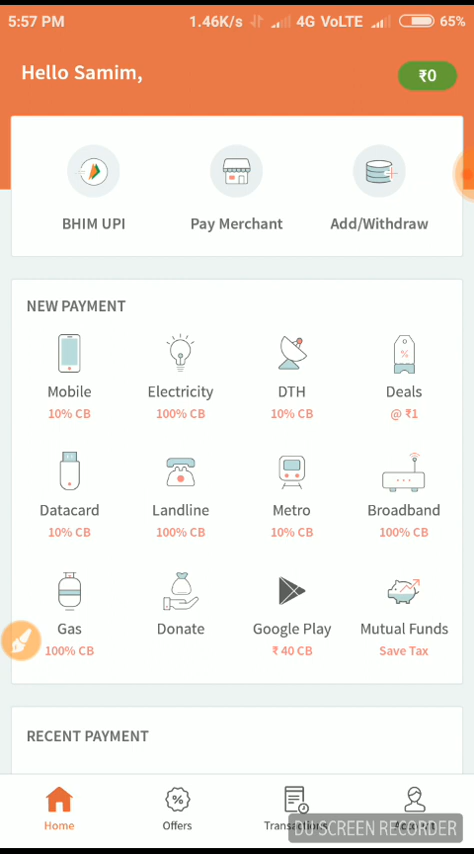 5:57 PM 1.46K/s 4G VoLTE 65%
Hello Samim,
₹0
BHIM UPI Pay Merchant Add/Withdraw
NEW PAYMENT
Mobile Electricity DTH Deals
10% CB 100% CB 10% CB @ ₹1
Datacard Landline Metro Broadband
10% CB 100% CB 10% CB 100% CB
Gas Donate Google Play Mutual Funds
100% CB ₹ 40 CB Save Tax
RECENT PAYMENT
Home Offers Transactions
DU SCREEN RECORDER